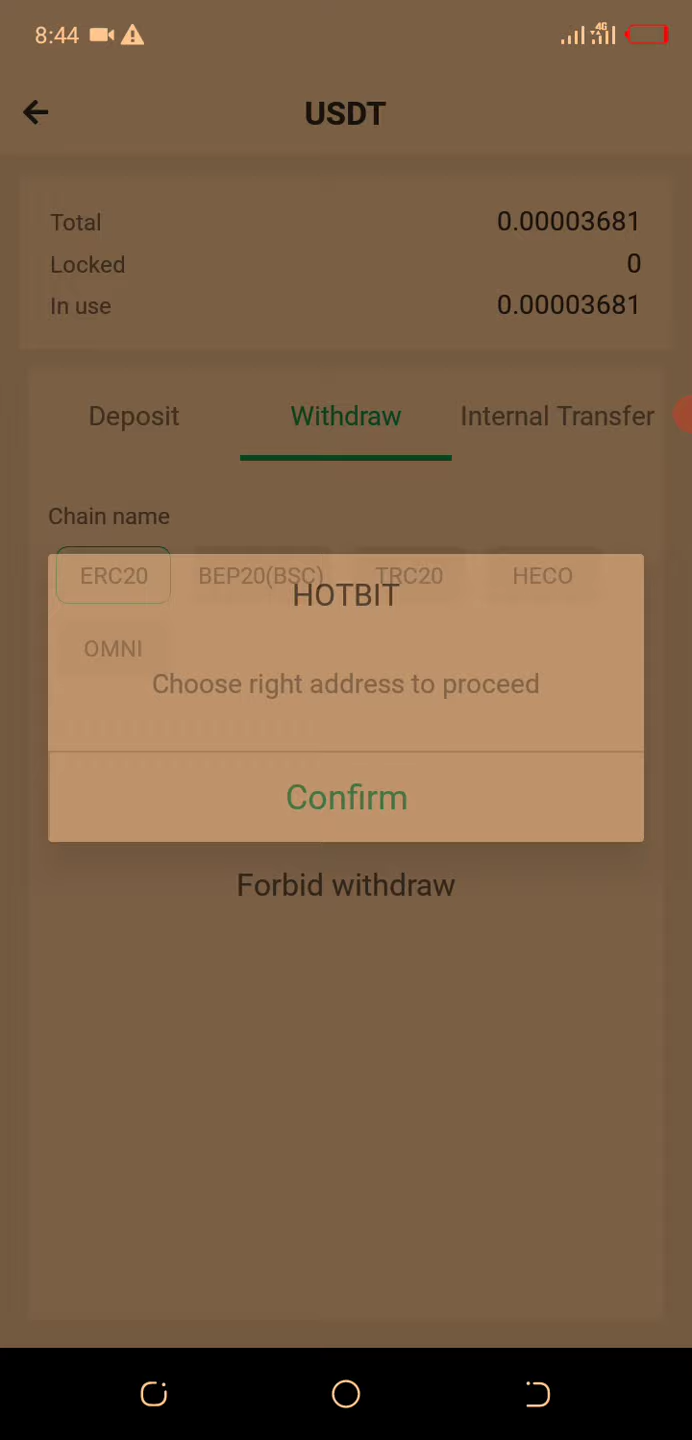 8:44 4G
USDT
Total 0.00003681
Locked 0
In use 0.00003681
Deposit Withdraw Internal Transfer
Chain name
ERC20 BEP20(BSC) TRC20 HECO
HOTBIT
OMNI
Choose right address to proceed
Confirm
Forbid withdraw